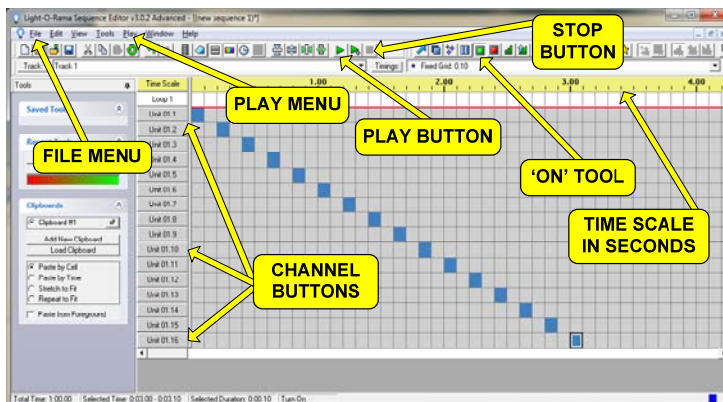 Light-O-Rama Sequence Editor v3.0.2 Advanced - [(new sequence 1)*]
File Edit View Tools Play Window Help
STOP
BUTTON
Track 1
Timings:
Fixed Grid: 0.10
Tools
Time Scale
1.00
2.00
3.00
4.00
Loop 1
Saved
PLAY MENU
PLAY BUTTON
FILE MENU
'ON' TOOL
TIME SCALE
IN SECONDS
Unit 01.1
Unit 01.2
Unit 01.3
Unit 01.4
Unit 01.5
Unit 01.6
Unit 01.7
Unit 01.8
Unit 01.9
Unit 01.10
Unit 01.11
Unit 01.12
Unit 01.13
Unit 01.14
Unit 01.15
Unit 01.16
Clipboards
Clipboard #1
Add New Clipboard
Load Clipboard
Paste by Cell
Paste by Time
Stretch to Fit
Repeat to Fit
Paste from Foreground
CHANNEL
BUTTONS
Total Time: 1:00.00 Selected Time: 0:03.00 - 0:03.10 Selected Duration: 0:00.10 Turn On